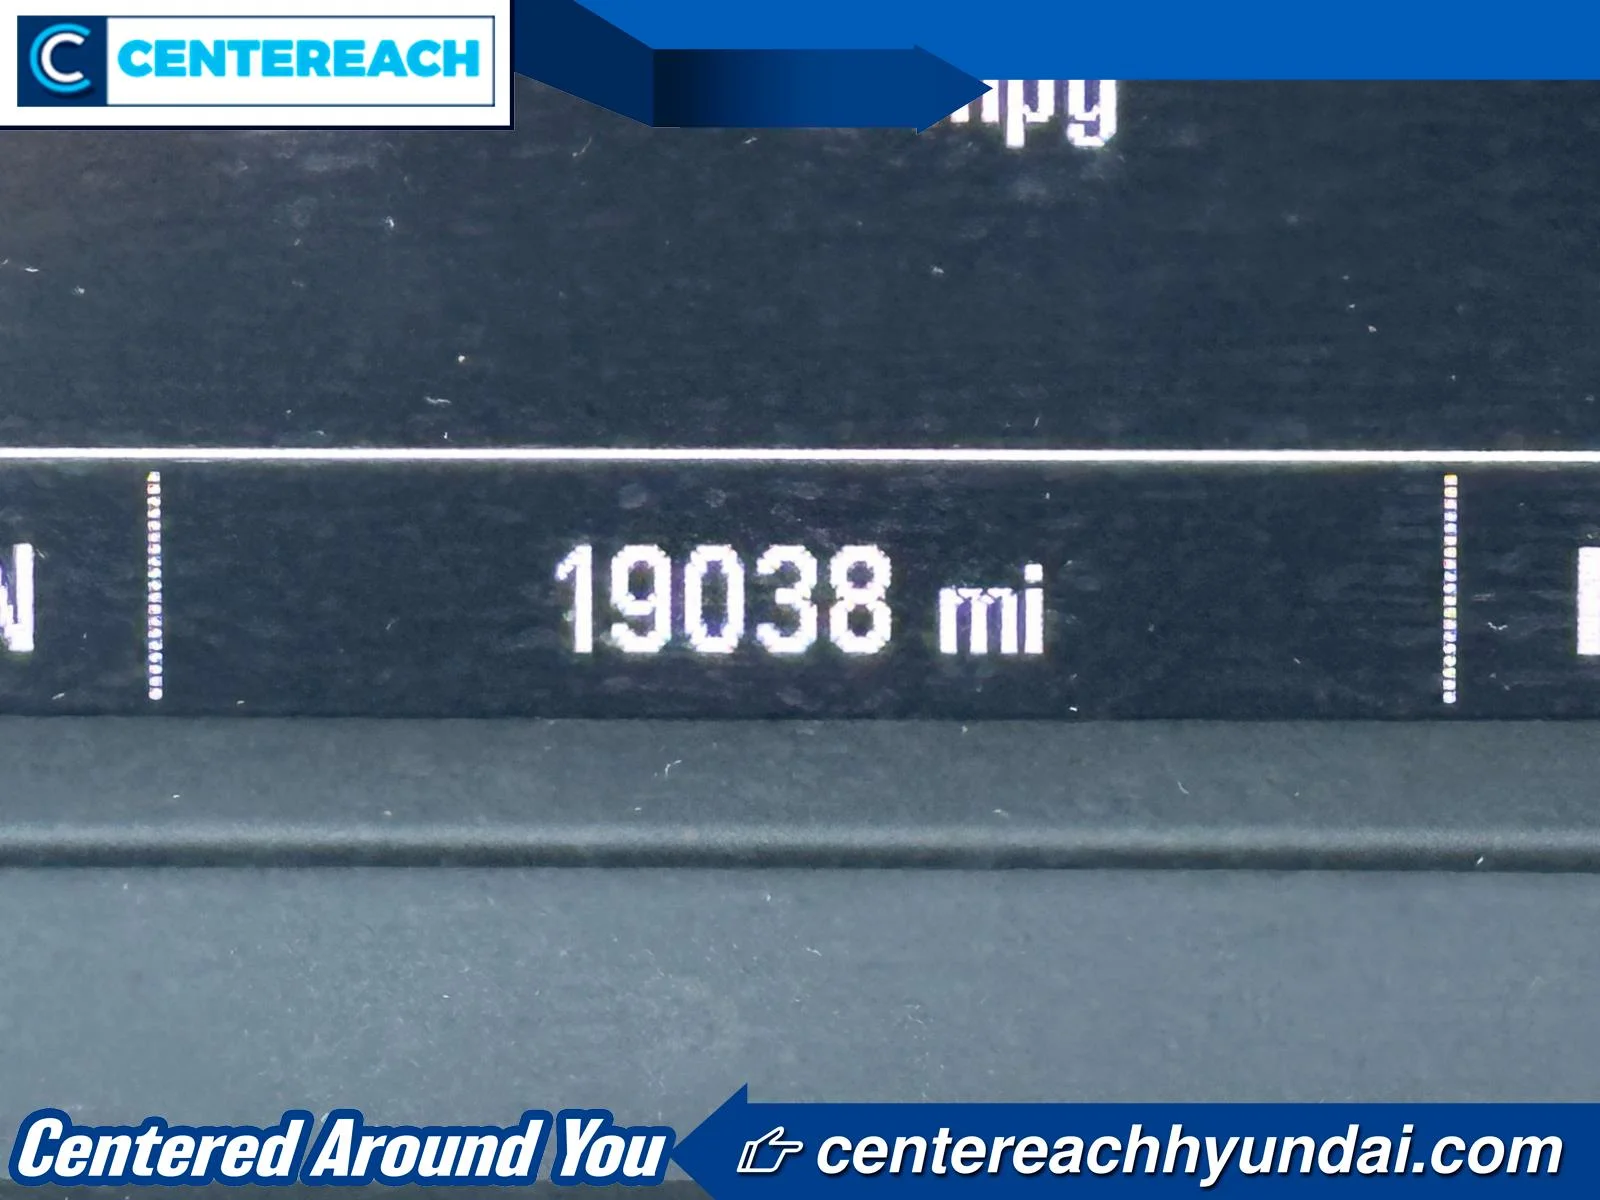 CENTEREACH
mpg
19038 mi
Centered Around You
centereachhyundai.com